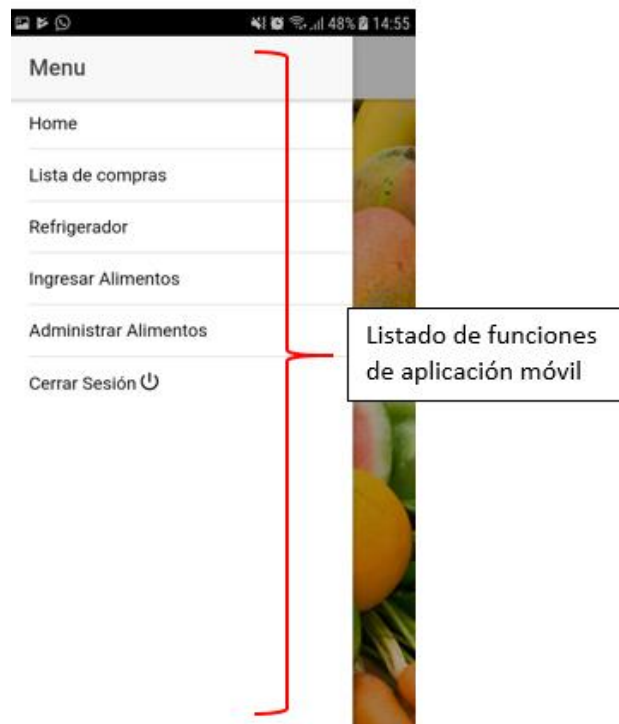 48% 14:55
Menu
Home
Lista de compras
Refrigerador
Ingresar Alimentos
Administrar Alimentos
Cerrar Sesión
Listado de funciones
de aplicación móvil